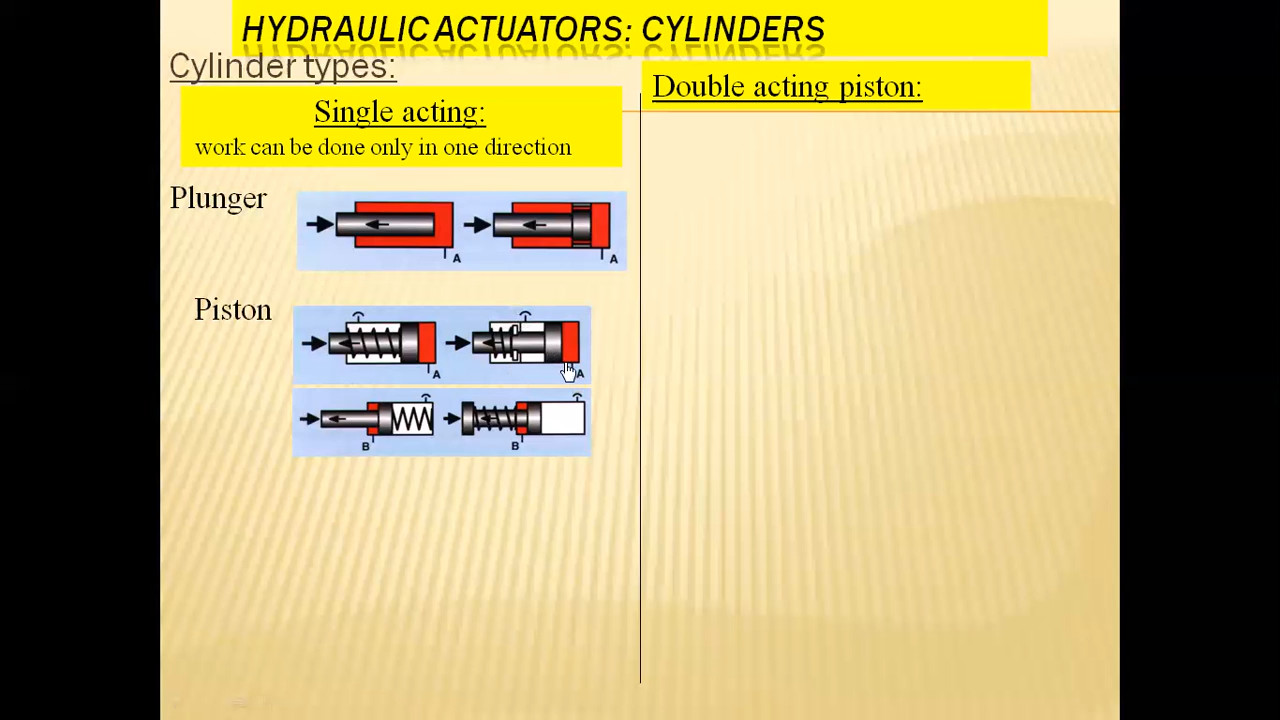 HYDRAULIC ACTUATORS: CYLINDERS
Cylinder types:
Single acting:
work can be done only in one direction
Plunger
A
A
Piston
A
A
B
B
Double acting piston: